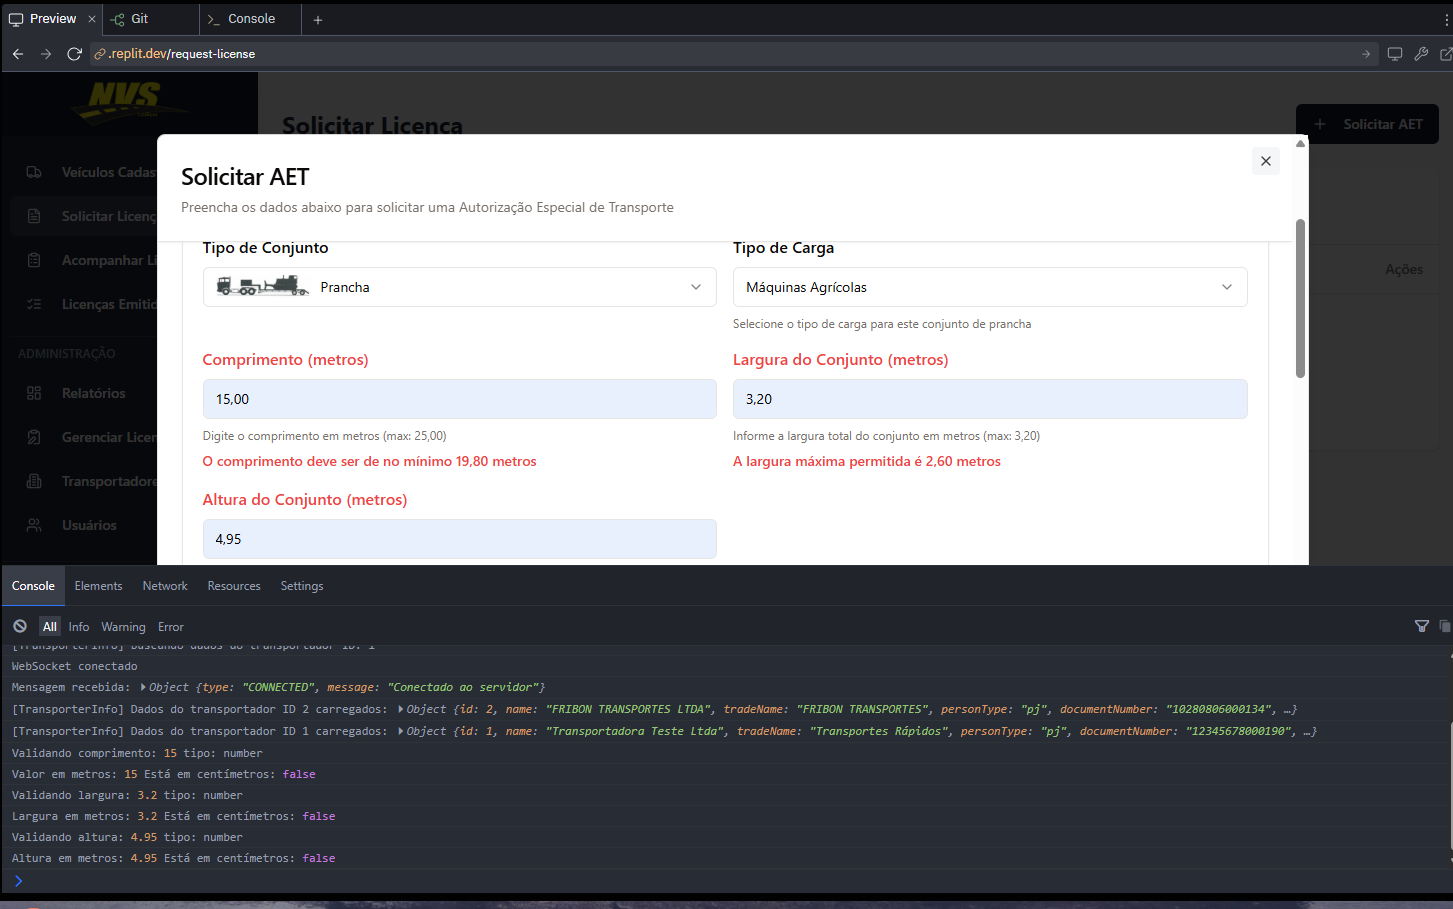 Preview
Git
Console
.replit.dev/request-license
NVS
Solicitar Licença
Solicitar AET
Veículos Cadas
Solicitar Licenç
Acompanhar Li
Licenças Emitid
ADMINISTRAÇÃO
Relatórios
Gerenciar Licen
Transportadore
Usuários
Ações
Solicitar AET
Preencha os dados abaixo para solicitar uma Autorização Especial de Transporte
Tipo de Conjunto
Tipo de Carga
Prancha
Máquinas Agrícolas
Selecione o tipo de carga para este conjunto de prancha
Comprimento (metros)
Largura do Conjunto (metros)
15,00
3,20
Digite o comprimento em metros (max: 25,00)
Informe a largura total do conjunto em metros (max: 3,20)
O comprimento deve ser de no mínimo 19,80 metros
A largura máxima permitida é 2,60 metros
Altura do Conjunto (metros)
4,95
Console Elements Network Resources Settings
All Info Warning Error
[TransporterInfo] Buscando dados do transportador ID: 1
WebSocket conectado
Mensagem recebida: Object {type: "CONNECTED", message: "Conectado ao servidor"}
[TransporterInfo] Dados do transportador ID 2 carregados: Object {id: 2, name: "FRIBON TRANSPORTES LTDA", tradeName: "FRIBON TRANSPORTES", personType: "pj", documentNumber: "10280806000134", …}
[TransporterInfo] Dados do transportador ID 1 carregados: Object {id: 1, name: "Transportadora Teste Ltda", tradeName: "Transportes Rápidos", personType: "pj", documentNumber: "12345678000190", …}
Validando comprimento: 15 tipo: number
Valor em metros: 15 Está em centímetros: false
Validando largura: 3.2 tipo: number
Largura em metros: 3.2 Está em centímetros: false
Validando altura: 4.95 tipo: number
Altura em metros: 4.95 Está em centímetros: false